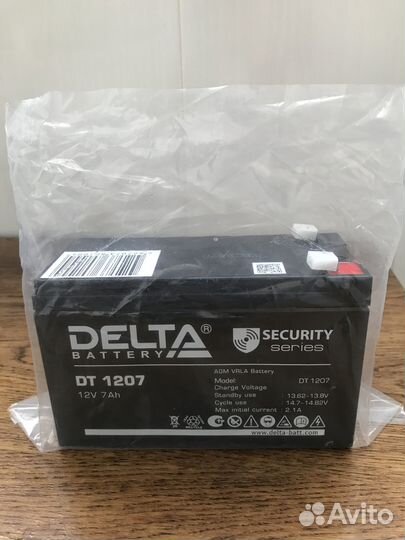 DELTA®
BATTERY
SECURITY
series
DT 1207
12V 7Ah
AGM VRLA Battery
Model: DT 1207
Charge Voltage
Standby use : 13.62-13.8V
Cycle use : 14.7-14.82V
Max initial current : 2.1A
www.delta-batt.com
Avito